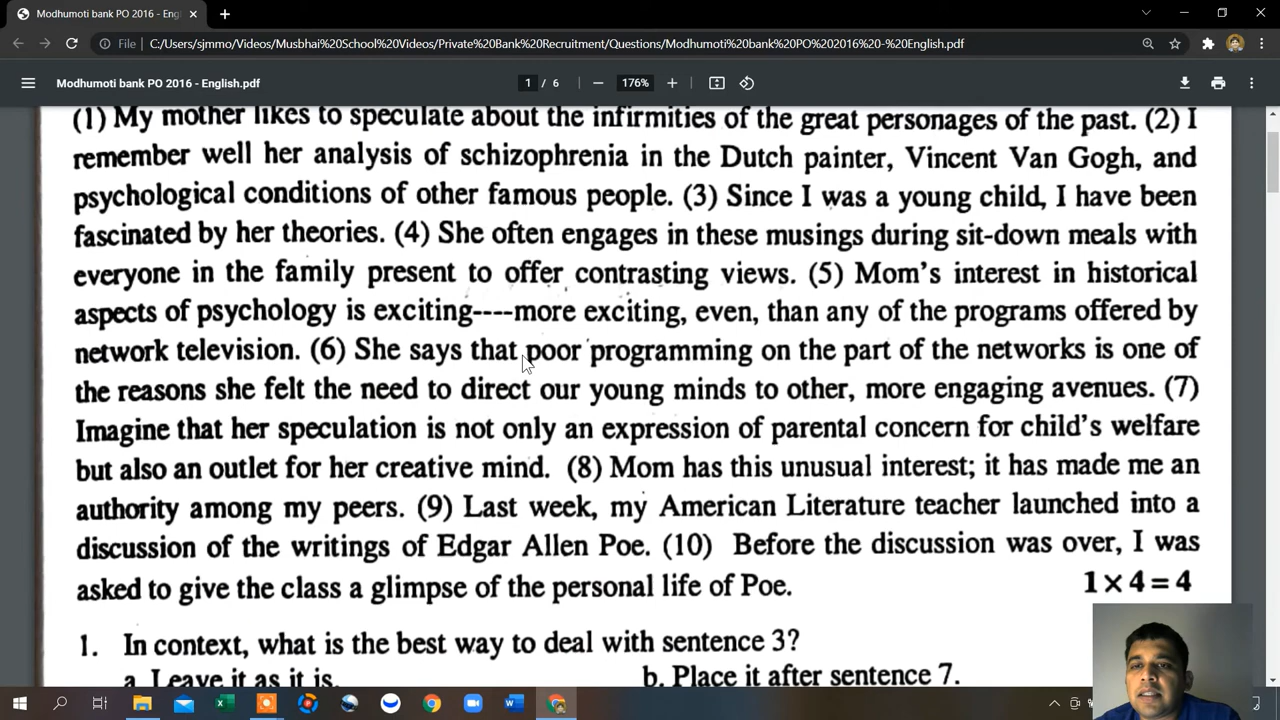 Modhumoti bank PO 2016 - Eng
File C:/Users/sjmmo/Videos/Musbhai%20School%20Videos/Private%20Bank%20Recruitment/Questions/Modhumoti%20bank%20PO%202016%20-%20English.pdf
Modhumoti bank PO 2016 - English.pdf 1 / 6 176%
(1) My mother likes to speculate about the infirmities of the great personages of the past. (2) I
remember well her analysis of schizophrenia in the Dutch painter, Vincent Van Gogh, and
psychological conditions of other famous people. (3) Since I was a young child, I have been
fascinated by her theories. (4) She often engages in these musings during sit-down meals with
everyone in the family present to offer contrasting views. (5) Mom's interest in historical
aspects of psychology is exciting----more exciting, even, than any of the programs offered by
network television. (6) She says that poor programming on the part of the networks is one of
the reasons she felt the need to direct our young minds to other, more engaging avenues. (7)
Imagine that her speculation is not only an expression of parental concern for child's welfare
but also an outlet for her creative mind. (8) Mom has this unusual interest; it has made me an
authority among my peers. (9) Last week, my American Literature teacher launched into a
discussion of the writings of Edgar Allen Poe. (10) Before the discussion was over, I was
asked to give the class a glimpse of the personal life of Poe. 1 × 4 = 4
1. In context, what is the best way to deal with sentence 3?
a. Leave it as it is. b. Place it after sentence 7.